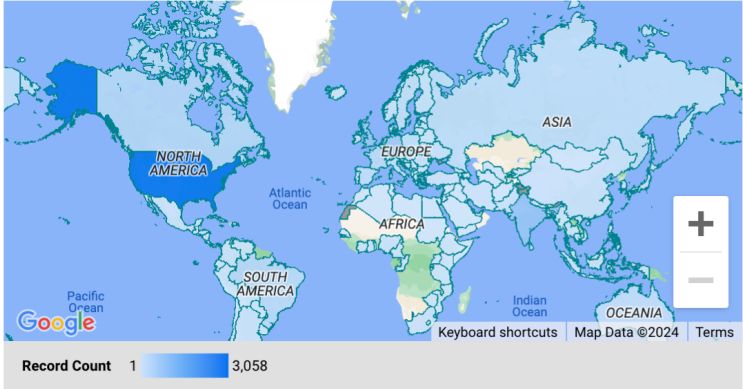 ASIA
NORTH
AMERICA
EUROPE
Atlantic
Ocean
AFRICA
SOUTH
AMERICA
Pacific
Ocean
Indian
Ocean
OCEANIA
Google
Keyboard shortcuts
Map Data ©2024
Terms
Record Count
1
3,058